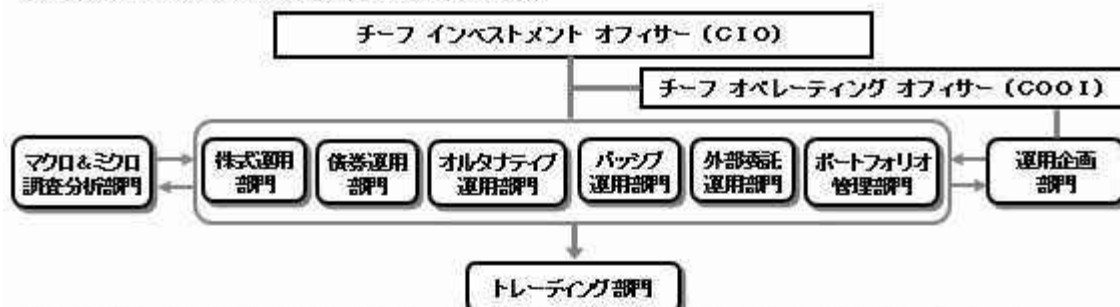 チーフ インベストメント オフィサー (CIO)
チーフ オペレーティング オフィサー (COOI)
マクロ&ミクロ
調査分析部門
株式運用
部門
債券運用
部門
オルタナティブ
運用部門
パッシブ
運用部門
外部委託
運用部門
ポートフォリオ
管理部門
運用企画
部門
トレーディング部門